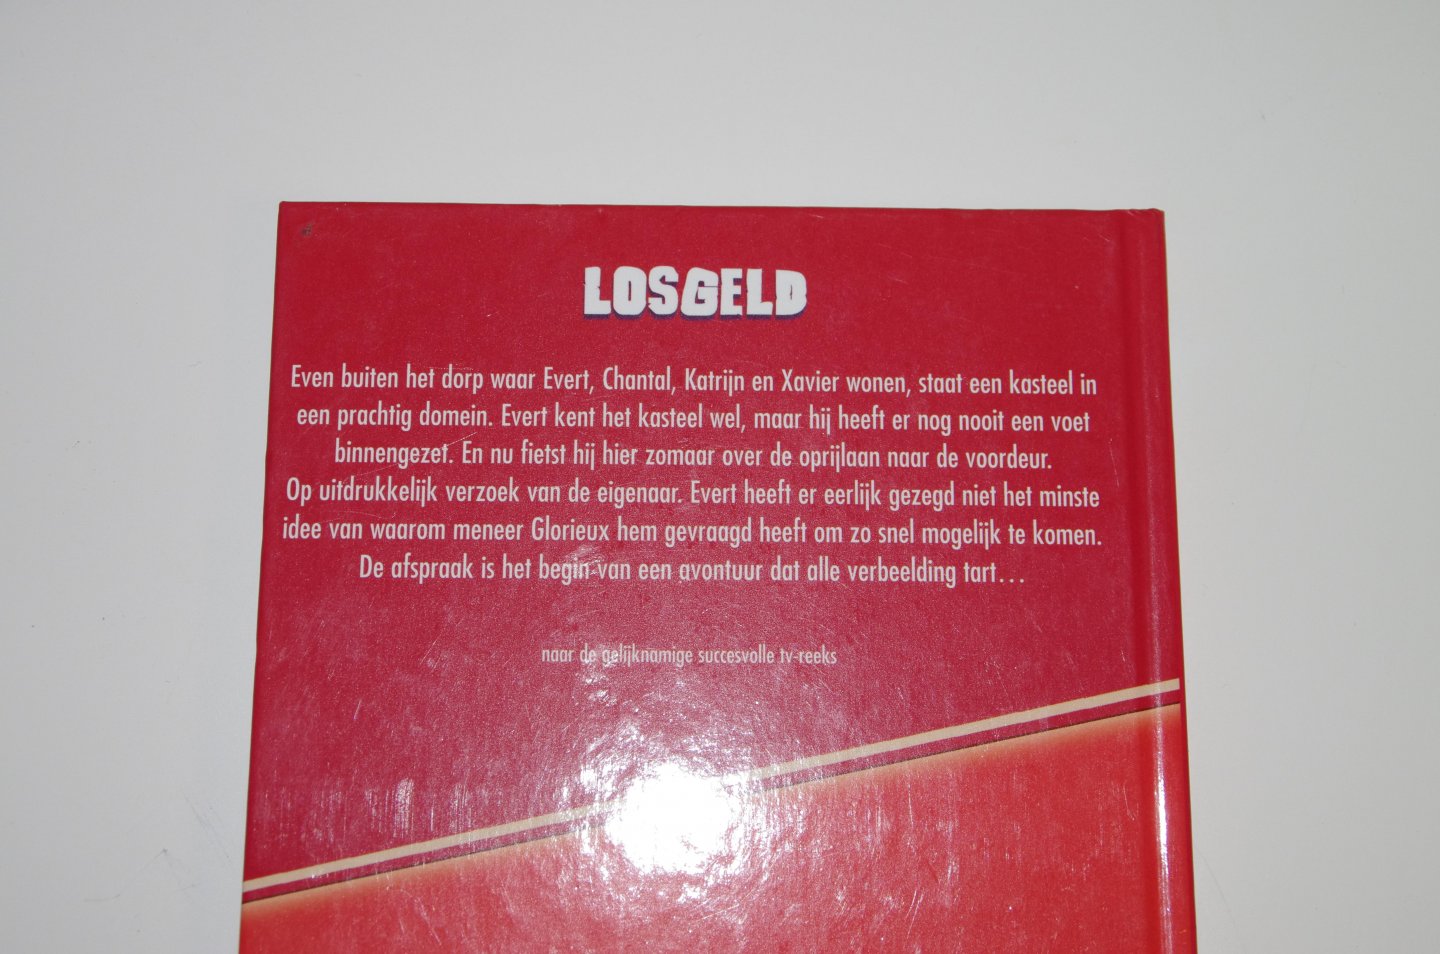 LOSGELD
Even buiten het dorp waar Evert, Chantal, Katrijn en Xavier wonen, staat een kasteel in
een prachtig domein. Evert kent het kasteel wel, maar hij heeft er nog nooit een voet
binnengezet. En nu fietst hij hier zomaar over de oprijlaan naar de voordeur.
Op uitdrukkelijk verzoek van de eigenaar. Evert heeft er eerlijk gezegd niet het minste
idee van waarom meneer Glorieux hem gevraagd heeft om zo snel mogelijk te komen.
De afspraak is het begin van een avontuur dat alle verbeelding tart...
naar de gelijknamige succesvolle tv-reeks